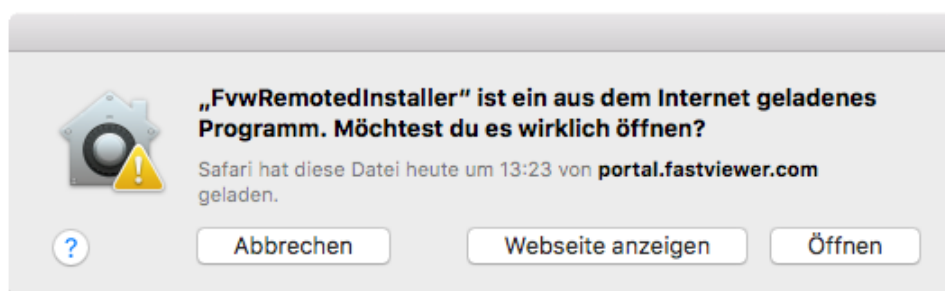 „FvwRemotedInstaller“ ist ein aus dem Internet geladenes
Programm. Möchtest du es wirklich öffnen?
Safari hat diese Datei heute um 13:23 von portal.fastviewer.com
geladen.
?
Abbrechen
Webseite anzeigen
Öffnen